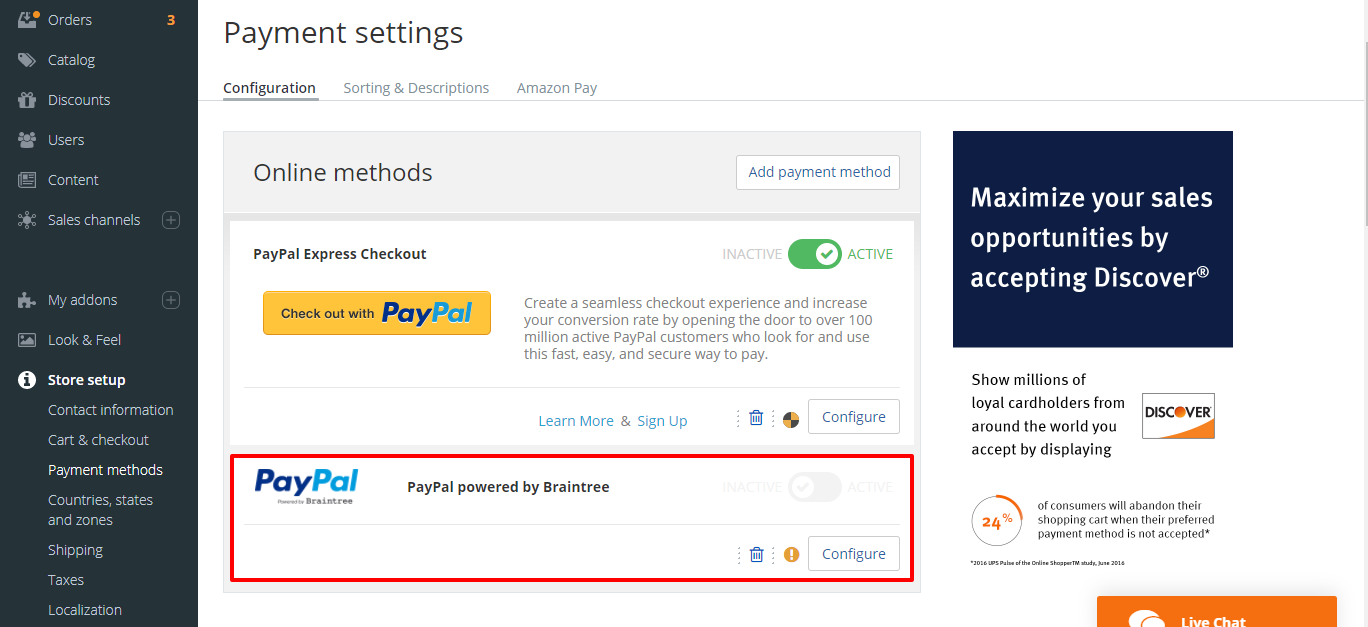 Orders 3
Catalog
Discounts
Users
Content
Sales channels
My addons
Look & Feel
Store setup
Contact information
Cart & checkout
Payment methods
Countries, states
and zones
Shipping
Taxes
Localization
Payment settings
Configuration Sorting & Descriptions Amazon Pay
Online methods
Add payment method
PayPal Express Checkout
INACTIVE ACTIVE
Check out with PayPal
Create a seamless checkout experience and increase
your conversion rate by opening the door to over 100
million active PayPal customers who look for and use
this fast, easy, and secure way to pay.
Learn More & Sign Up
Configure
PayPal
Powered by Braintree
PayPal powered by Braintree
INACTIVE ACTIVE
Configure
Maximize your sales
opportunities by
accepting Discover®
Show millions of
loyal cardholders from
around the world you
accept by displaying
DISCOVER
24%
of consumers will abandon their
shopping cart when their preferred
payment method is not accepted*
*2016 UPS Pulse of the Online ShopperTM study, June 2016
Live Chat